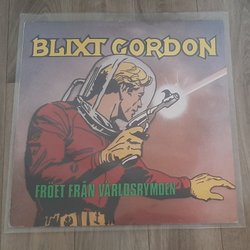 BLIXT GORDON
FRÖET FRÅN VÄRLDSRYMDEN